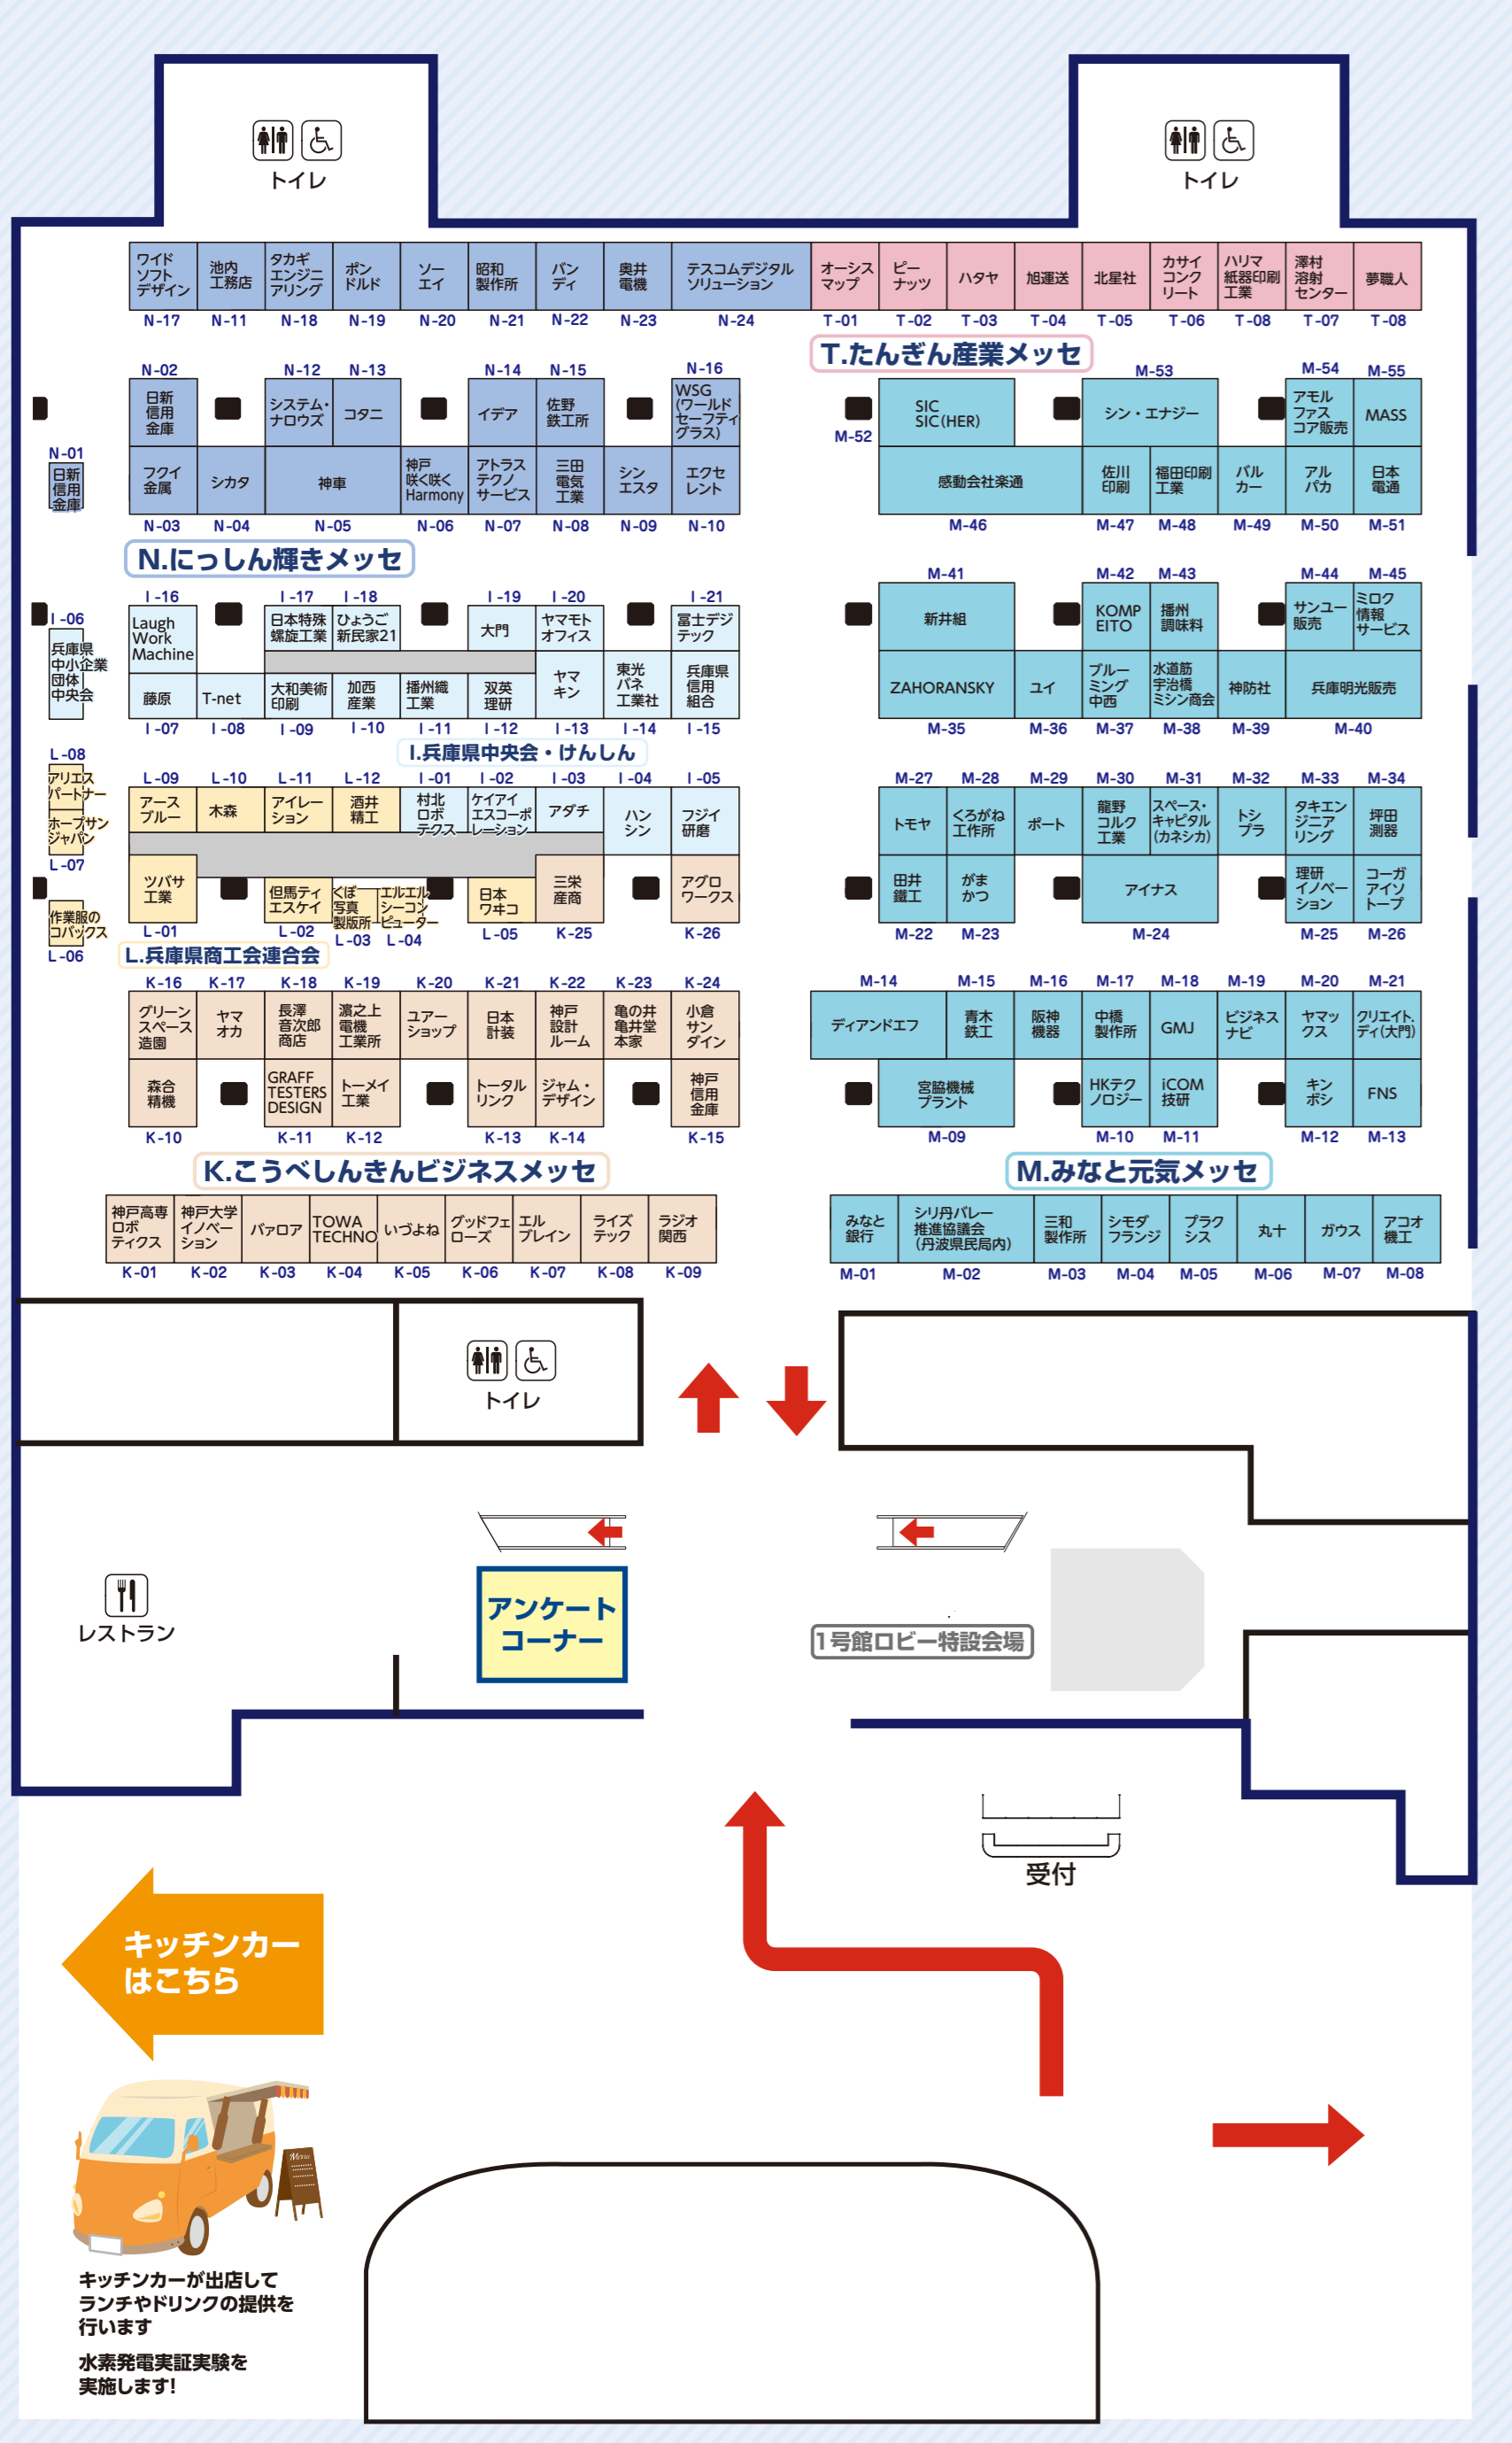 トイレ
トイレ
ワイド
ソフト
デザイン
池内
工務店
タカギ
エンジニ
アリング
ボン
ドルド
ソー
エイ
昭和
製作所
バン
ディ
奥井
電機
テスコムデジタル
ソリューション
オーシス
マップ
ピー
ナッツ
ハタヤ
旭運送
北星社
カサイ
コンク
リート
ハリマ
紙器印刷
工業
澤村
溶射
センター
夢職人
N-17 N-11 N-18 N-19 N-20 N-21 N-22 N-23 N-24 T-01 T-02 T-03 T-04 T-05 T-06 T-08 T-07 T-08
T.たんぎん産業メッセ
N-02 N-12 N-13 N-14 N-15 N-16
日新
信用
金庫
システム・
ナロウズ
コタニ
イデア
佐野
鉄工所
WSG
(ワールド
セーフティ
グラス)
N-01
日新
信用
金庫
フクイ
金属
シカタ
神車
神戸
咲く咲く
Harmony
アトラス
テクノ
サービス
三田
電気
工業
シン
エスタ
エクセ
レント
N-03 N-04 N-05 N-06 N-07 N-08 N-09 N-10
N.にっしん輝きメッセ
M-52
M-53 M-54 M-55
SIC
SIC(HER)
シン・エナジー
アモル
ファス
コア販売
MASS
感動会社楽通
佐川
印刷
福田印刷
工業
バル
カー
アル
パカ
日本
電通
M-46 M-47 M-48 M-49 M-50 M-51
I-16 I-17 I-18 I-19 I-20 I-21
I-06
兵庫県
中小企業
団体
中央会
Laugh
Work
Machine
日本特殊
螺旋工業
ひょうご
新民家21
大門
ヤマモト
オフィス
冨士デジ
テック
藤原
T-net
大和美術
印刷
加西
産業
播州織
工業
双英
理研
ヤマ
キン
東光
バネ
工業社
兵庫県
信用
組合
I-07 I-08 I-09 I-10 I-11 I-12 I-13 I-14 I-15
I.兵庫県中央会・けんしん
M-41 M-42 M-43 M-44 M-45
新井組
KOMP
EITO
播州
調味料
サンユー
販売
ミロク
情報
サービス
ZAHORANSKY
ユイ
ブルー
ミング
中西
水道筋
宇治橋
ミシン商会
神防社
兵庫明光販売
M-35 M-36 M-37 M-38 M-39 M-40
L-08
アリエス
パートナー
ホープサン
ジャパン
L-07
作業服の
コバックス
L-06
L-09 L-10 L-11 L-12 I-01 I-02 I-03 I-04 I-05
アース
ブルー
木森
アイレー
ション
酒井
精工
村北
ロボ
テクス
ケイアイ
エスコーポ
レーション
アダチ
ハン
シン
フジイ
研磨
ツバサ
工業
但馬ティ
エスケイ
くぼ
写真
製版所
エルエル
シーコン
ピューター
日本
ワキコ
三栄
産商
アグロ
ワークス
L-01 L-02 L-03 L-04 L-05 K-25 K-26
L.兵庫県商工会連合会
M-27 M-28 M-29 M-30 M-31 M-32 M-33 M-34
トモヤ
くろがね
工作所
ポート
龍野
コルク
工業
スペース・
キャピタル
(カネシカ)
トシ
プラ
タキエン
ジニア
リング
坪田
測器
田井
鐵工
がま
かつ
アイナス
理研
イノベー
ション
コーガ
アイソ
トープ
M-22 M-23 M-24 M-25 M-26
K-16 K-17 K-18 K-19 K-20 K-21 K-22 K-23 K-24
グリーン
スペース
造園
ヤマ
オカ
長澤
音次郎
商店
濵之上
電機
工業所
ユアー
ショップ
日本
計装
神戸
設計
ルーム
亀の井
亀井堂
本家
小倉
サン
ダイン
森合
精機
GRAFF
TESTERS
DESIGN
トーメイ
工業
トータル
リンク
ジャム・
デザイン
神戸
信用
金庫
K-10 K-11 K-12 K-13 K-14 K-15
K.こうべしんきんビジネスメッセ
M-14 M-15 M-16 M-17 M-18 M-19 M-20 M-21
ディアンドエフ
青木
鉄工
阪神
機器
中橋
製作所
GMJ
ビジネス
ナビ
ヤマッ
クス
クリエイト.
ディ(大門)
宮脇機械
プラント
HKテク
ノロジー
iCOM
技研
キン
ボシ
FNS
M-09 M-10 M-11 M-12 M-13
M.みなと元気メッセ
神戸高専
ロボ
ティクス
神戸大学
イノベー
ション
バァロア
TOWA
TECHNO
いづよね
グッドフェ
ローズ
エル
ブレイン
ライズ
テック
ラジオ
関西
K-01 K-02 K-03 K-04 K-05 K-06 K-07 K-08 K-09
みなと
銀行
シリ丹バレー
推進協議会
(丹波県民局内)
三和
製作所
シモダ
フランジ
プラク
シス
丸十
ガウス
アコオ
機工
M-01 M-02 M-03 M-04 M-05 M-06 M-07 M-08
トイレ
レストラン
アンケート
コーナー
1号館ロビー特設会場
受付
キッチンカー
はこちら
Menu
キッチンカーが出店して
ランチやドリンクの提供を
行います
水素発電実証実験を
実施します!